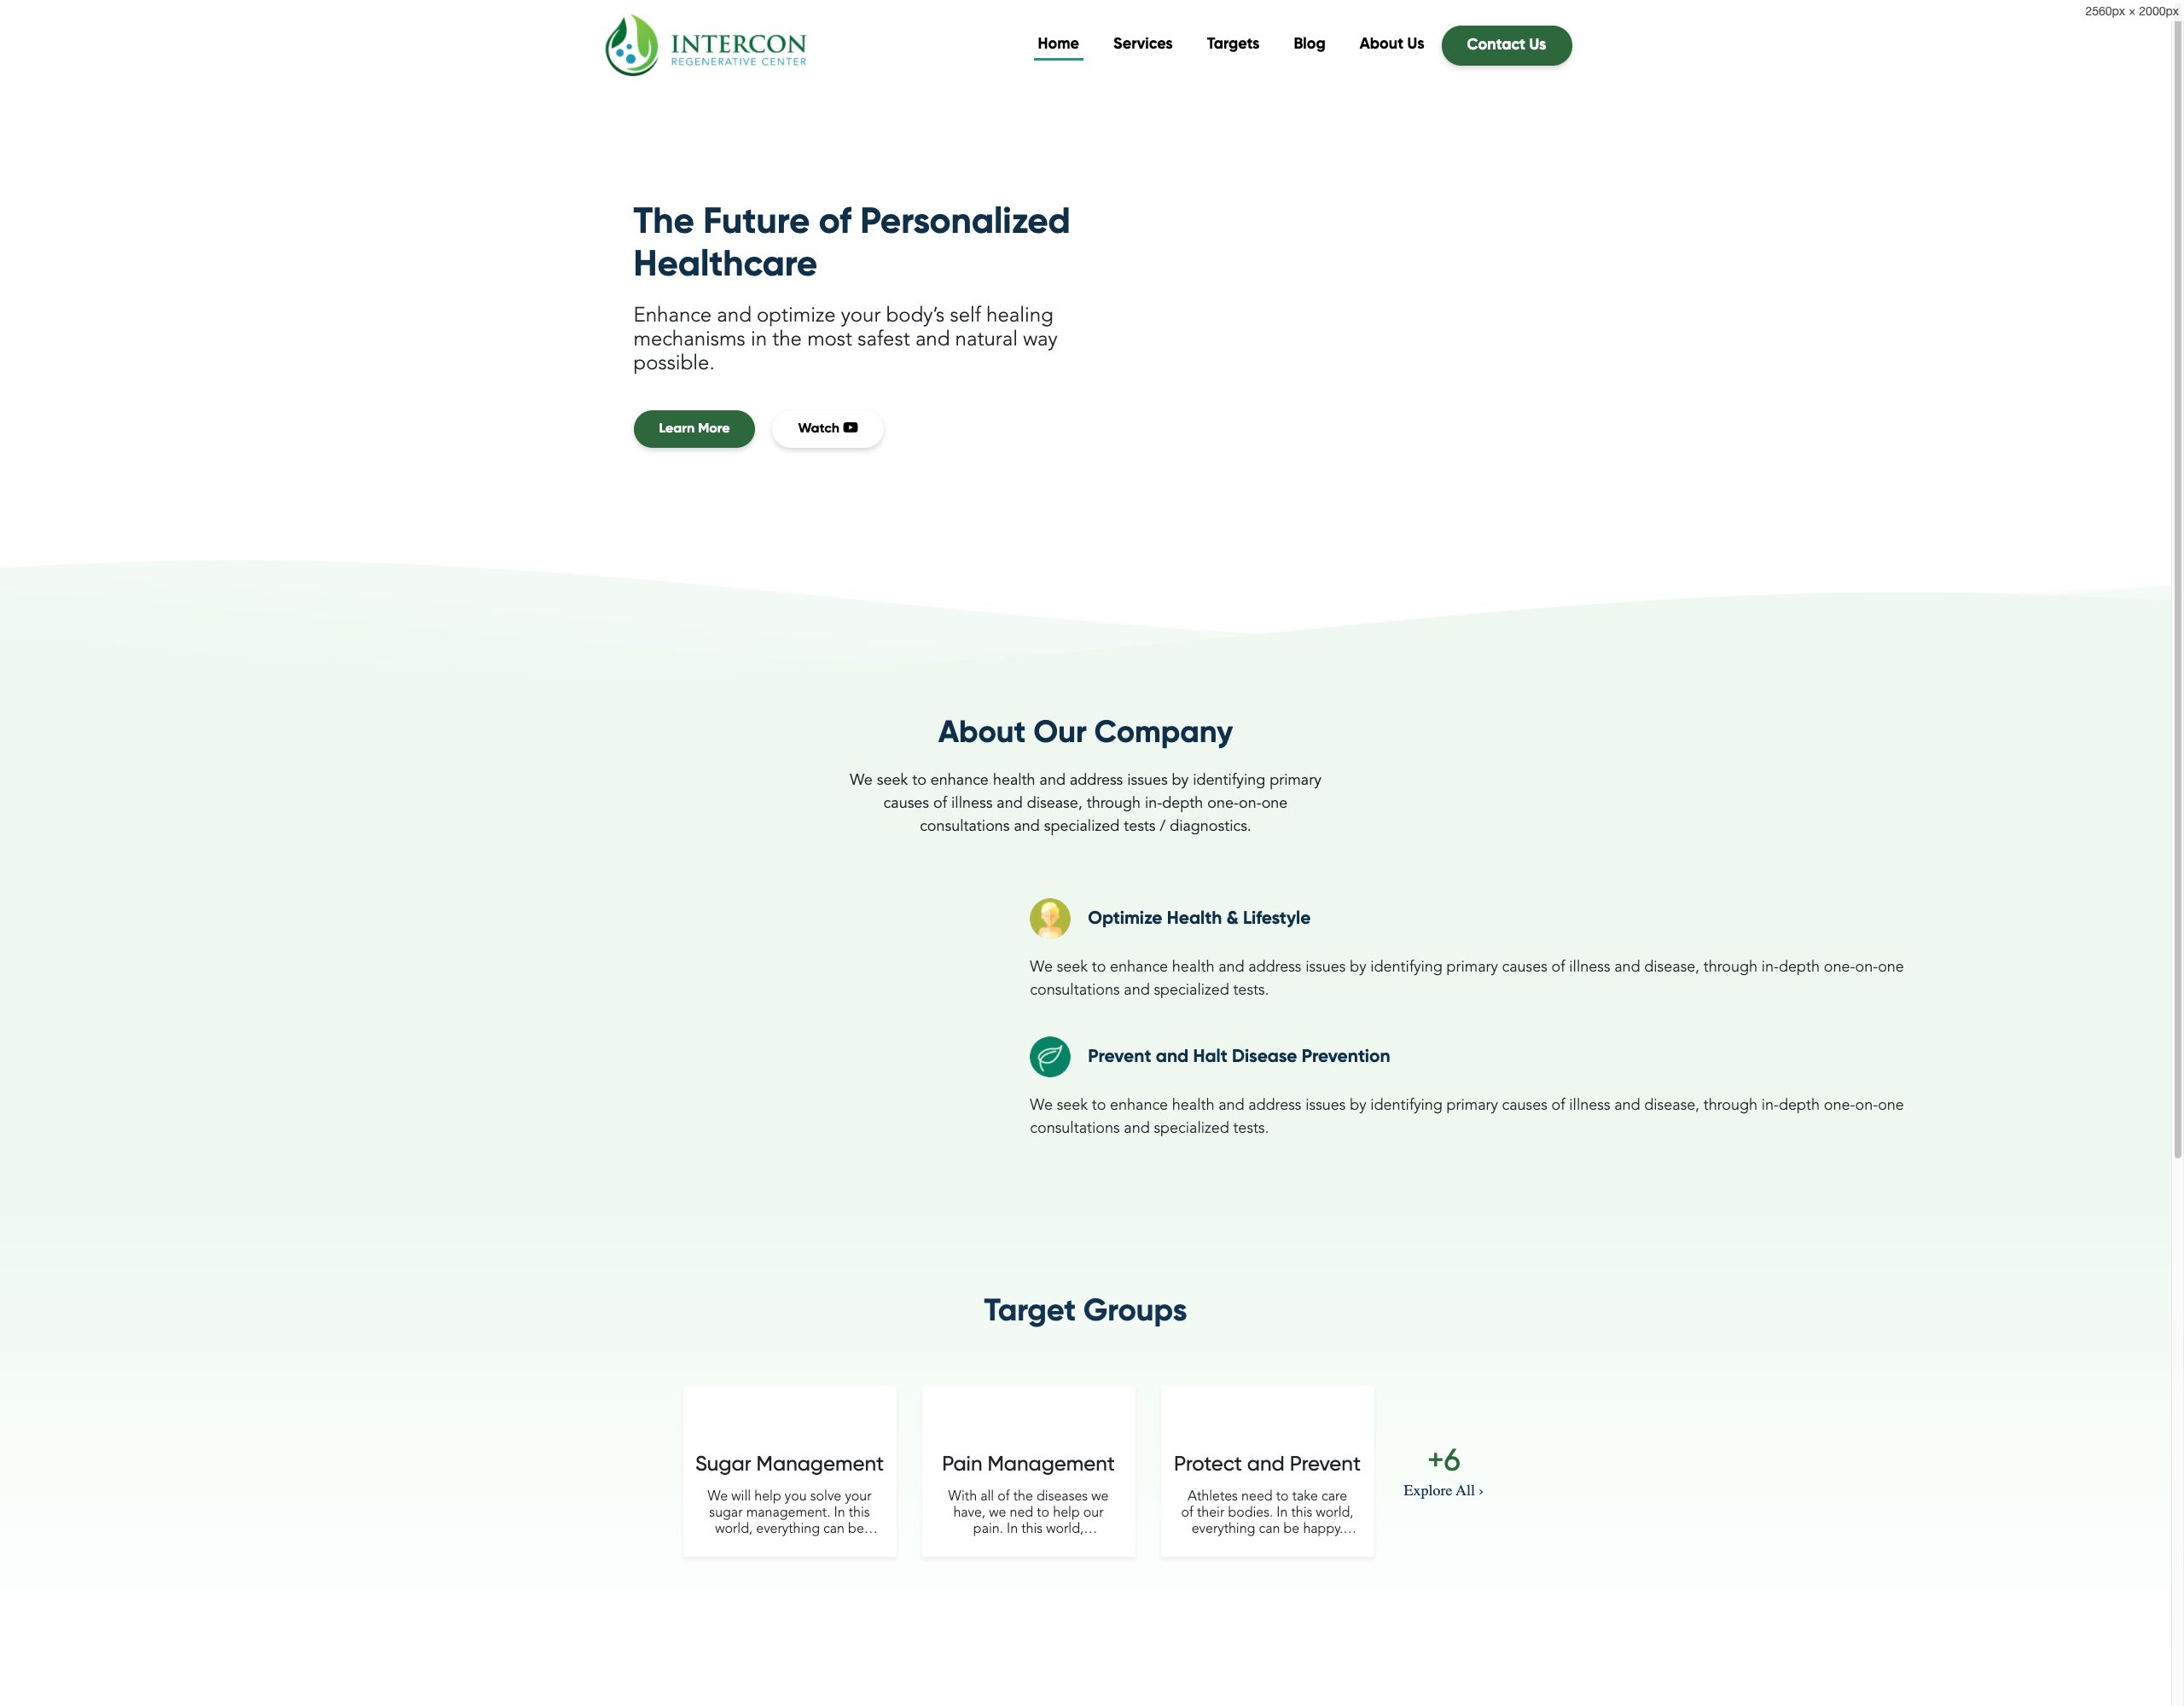 2560px × 2000px
INTERCON
REGENERATIVE CENTER
Home
Services
Targets
Blog
About Us
Contact Us
The Future of Personalized
Healthcare
Enhance and optimize your body’s self healing
mechanisms in the most safest and natural way
possible.
Learn More
Watch
About Our Company
We seek to enhance health and address issues by identifying primary
causes of illness and disease, through in-depth one-on-one
consultations and specialized tests / diagnostics.
Optimize Health & Lifestyle
We seek to enhance health and address issues by identifying primary causes of illness and disease, through in-depth one-on-one
consultations and specialized tests.
Prevent and Halt Disease Prevention
We seek to enhance health and address issues by identifying primary causes of illness and disease, through in-depth one-on-one
consultations and specialized tests.
Target Groups
Sugar Management
We will help you solve your
sugar management. In this
world, everything can be…
Pain Management
With all of the diseases we
have, we ned to help our
pain. In this world,…
Protect and Prevent
Athletes need to take care
of their bodies. In this world,
everything can be happy.…
+6
Explore All ›